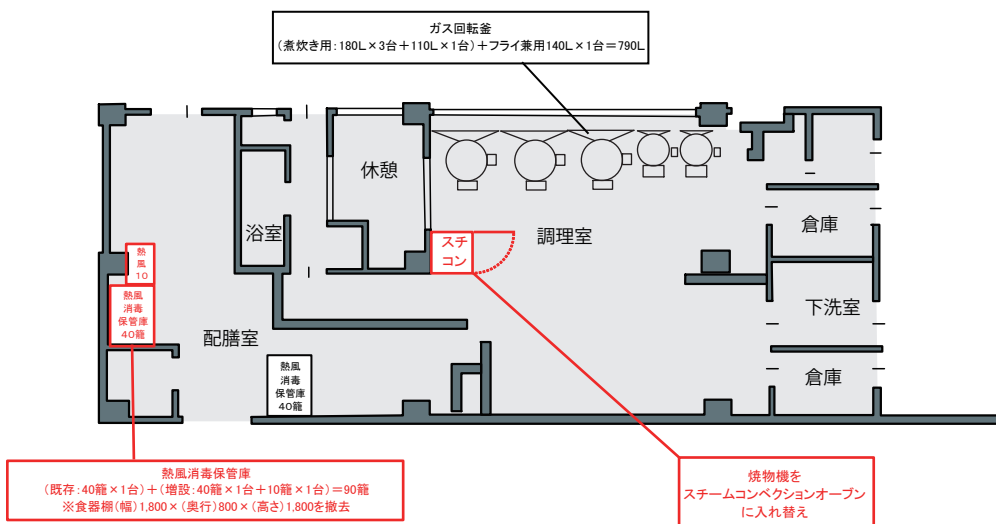 ガス回転釜
(煮炊き用:180L×3台+110L×1台)+フライ兼用140L×1台=790L
休憩
浴室
スチ
コン
調理室
倉庫
熱
風
10
熱風
消毒
保管庫
40籠
下洗室
配膳室
熱風
消毒
保管庫
40籠
倉庫
熱風消毒保管庫
(既存:40籠×1台)+(増設:40籠×1台+10籠×1台)=90籠
※食器棚(幅)1,800×(奥行)800×(高さ)1,800を撤去
焼物機を
スチームコンベクションオーブン
に入れ替え